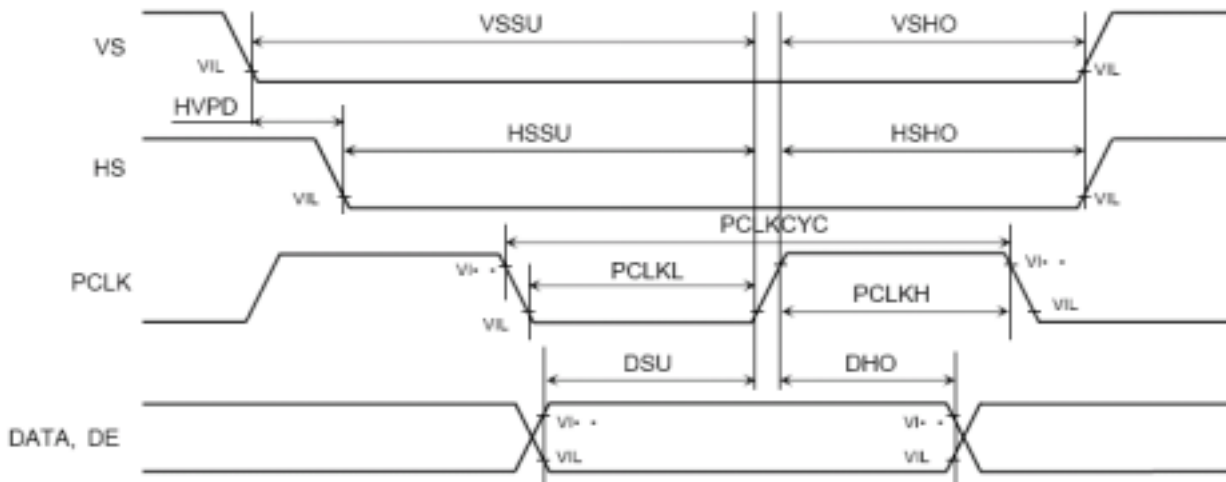 VSSU VSHO
VS
VIL VIL
HVPD
HSSU HSHO
HS
VIL VIL
PCLKCYC
PCLK PCLKL
PCLKH
VIL VIL
DSU DHO
DATA, DE
VIL VIL